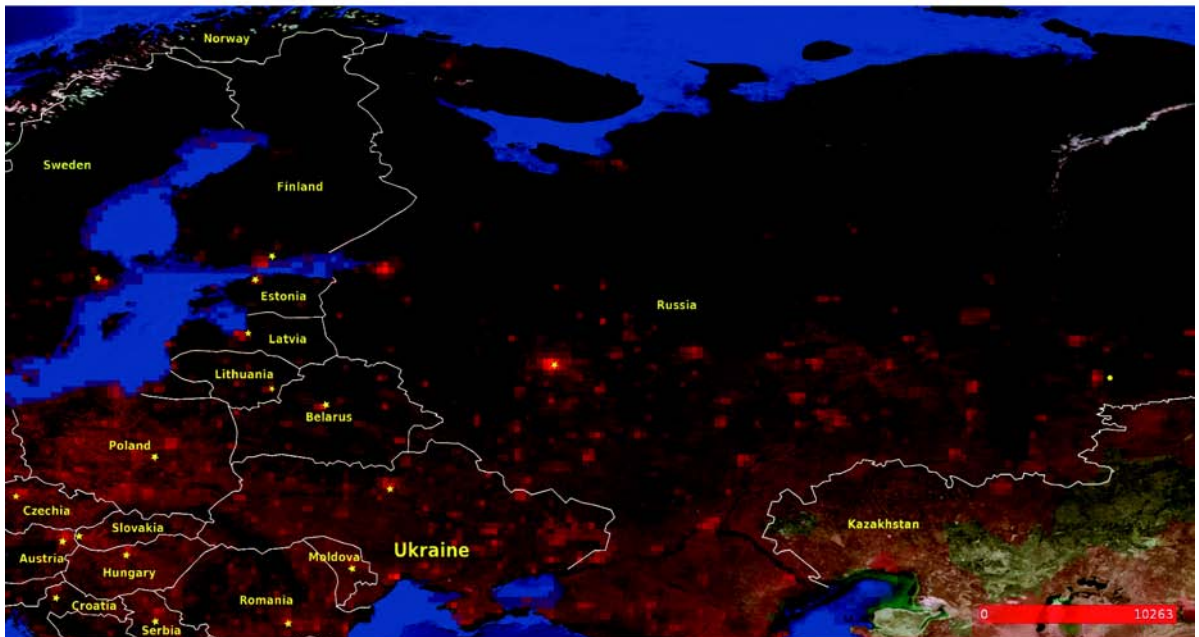 Norway
Sweden
Finland
Estonia
Russia
Latvia
Lithuania
Belarus
Poland
Czechia
Slovakia
Kazakhstan
Austria
Ukraine
Moldova
Hungary
Croatia
Romania
Serbia
0 10263